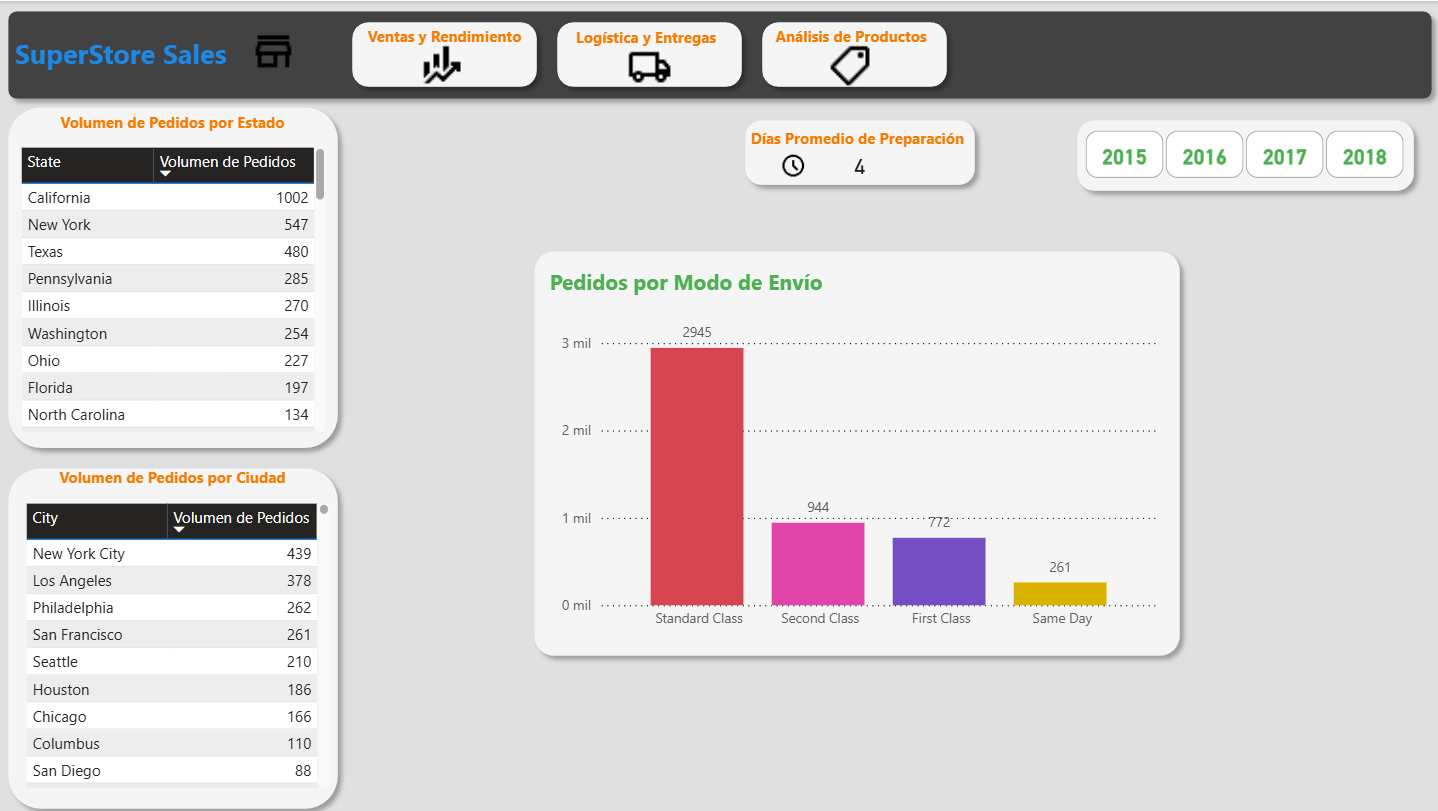 SuperStore Sales
Ventas y Rendimiento
Logística y Entregas
Análisis de Productos
Volumen de Pedidos por Estado
State Volumen de Pedidos
California 1002
New York 547
Texas 480
Pennsylvania 285
Illinois 270
Washington 254
Ohio 227
Florida 197
North Carolina 134
Volumen de Pedidos por Ciudad
City Volumen de Pedidos
New York City 439
Los Angeles 378
Philadelphia 262
San Francisco 261
Seattle 210
Houston 186
Chicago 166
Columbus 110
San Diego 88
Días Promedio de Preparación
4
2015 2016 2017 2018
Pedidos por Modo de Envío
2945
3 mil
2 mil
944
1 mil
772
261
0 mil
Standard Class Second Class First Class Same Day